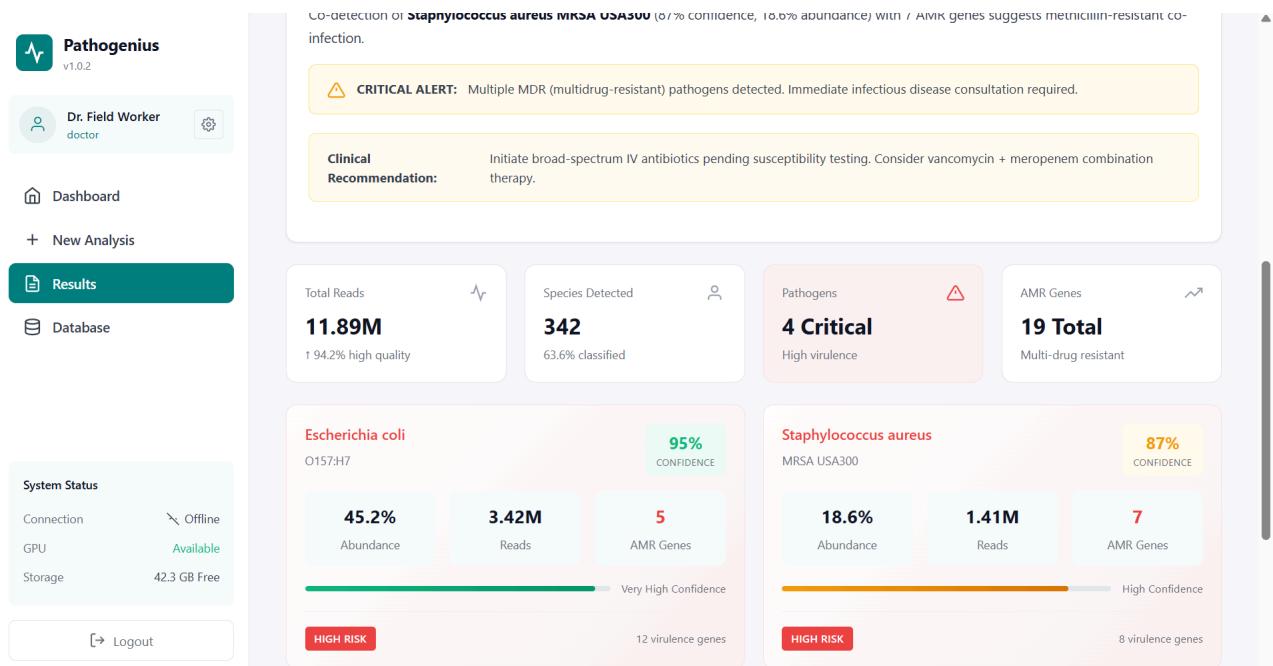 Pathogenius
v1.0.2
Dr. Field Worker
doctor
Dashboard
New Analysis
Results
Database
System Status
Connection Offline
GPU Available
Storage 42.3 GB Free
Logout
Co-detection of Staphylococcus aureus MRSA USA300 (87% confidence, 18.6% abundance) with 7 AMR genes suggests methicillin-resistant co-
infection.
CRITICAL ALERT: Multiple MDR (multidrug-resistant) pathogens detected. Immediate infectious disease consultation required.
Clinical
Recommendation:
Initiate broad-spectrum IV antibiotics pending susceptibility testing. Consider vancomycin + meropenem combination
therapy.
Total Reads
11.89M
↑ 94.2% high quality
Species Detected
342
63.6% classified
Pathogens
4 Critical
High virulence
AMR Genes
19 Total
Multi-drug resistant
Escherichia coli
O157:H7
95%
CONFIDENCE
45.2%
Abundance
3.42M
Reads
5
AMR Genes
Very High Confidence
HIGH RISK
12 virulence genes
Staphylococcus aureus
MRSA USA300
87%
CONFIDENCE
18.6%
Abundance
1.41M
Reads
7
AMR Genes
High Confidence
HIGH RISK
8 virulence genes